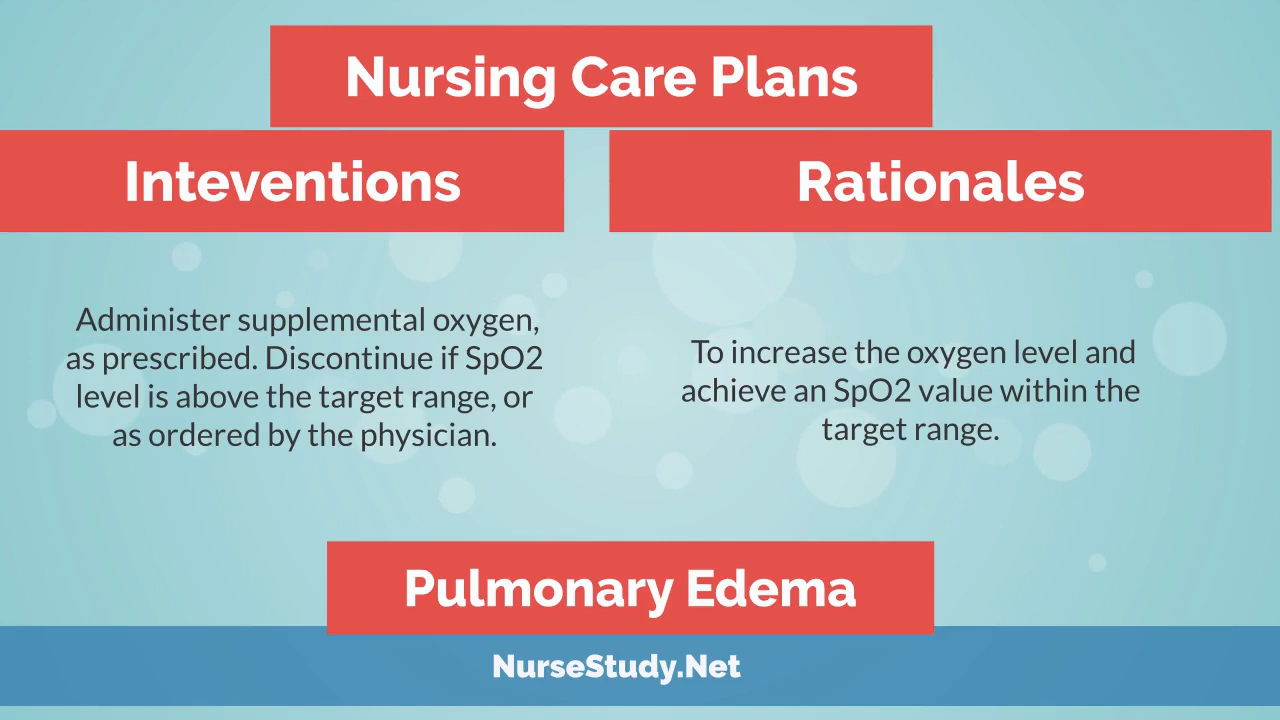 Nursing Care Plans
Inteventions
Rationales
Administer supplemental oxygen,
as prescribed. Discontinue if SpO2
level is above the target range, or
as ordered by the physician.
To increase the oxygen level and
achieve an SpO2 value within the
target range.
Pulmonary Edema
NurseStudy.Net